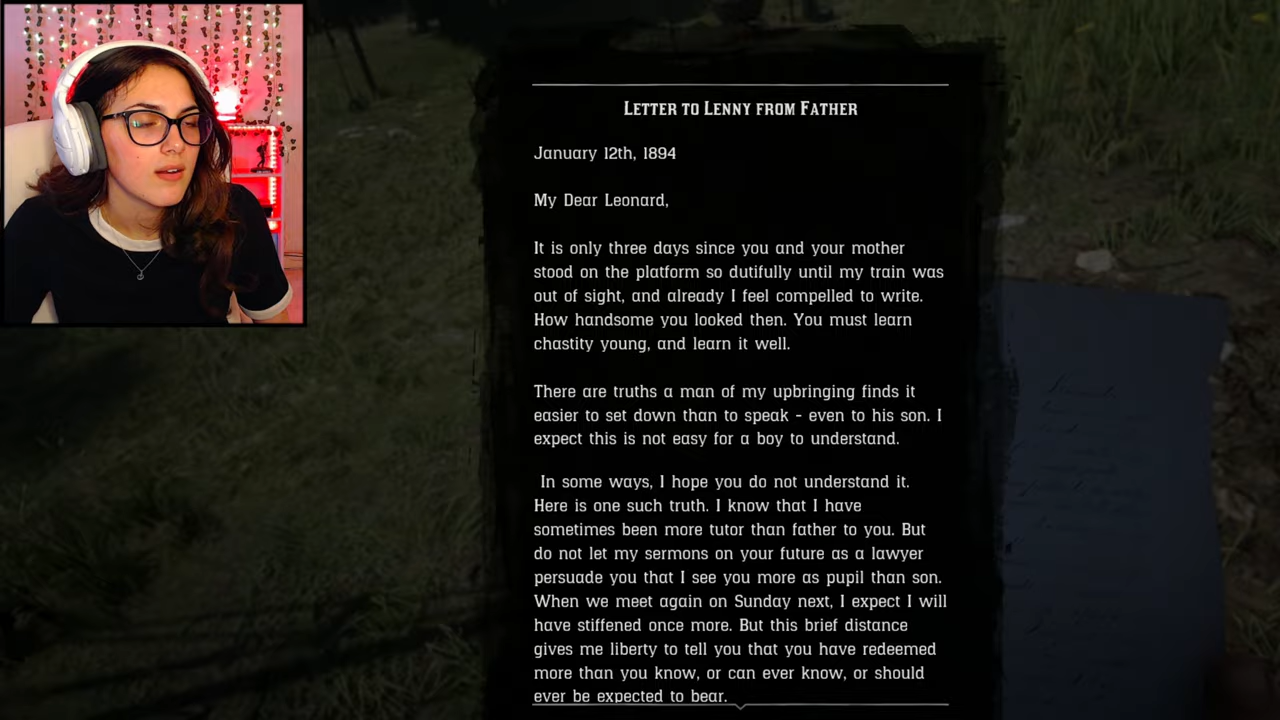 Letter to Lenny from Father
January 12th, 1894
My Dear Leonard,
It is only three days since you and your mother
stood on the platform so dutifully until my train was
out of sight, and already I feel compelled to write.
How handsome you looked then. You must learn
chastity young, and learn it well.
There are truths a man of my upbringing finds it
easier to set down than to speak - even to his son. I
expect this is not easy for a boy to understand.
In some ways, I hope you do not understand it.
Here is one such truth. I know that I have
sometimes been more tutor than father to you. But
do not let my sermons on your future as a lawyer
persuade you that I see you more as pupil than son.
When we meet again on Sunday next, I expect I will
have stiffened once more. But this brief distance
gives me liberty to tell you that you have redeemed
more than you know, or can ever know, or should
ever be expected to bear.